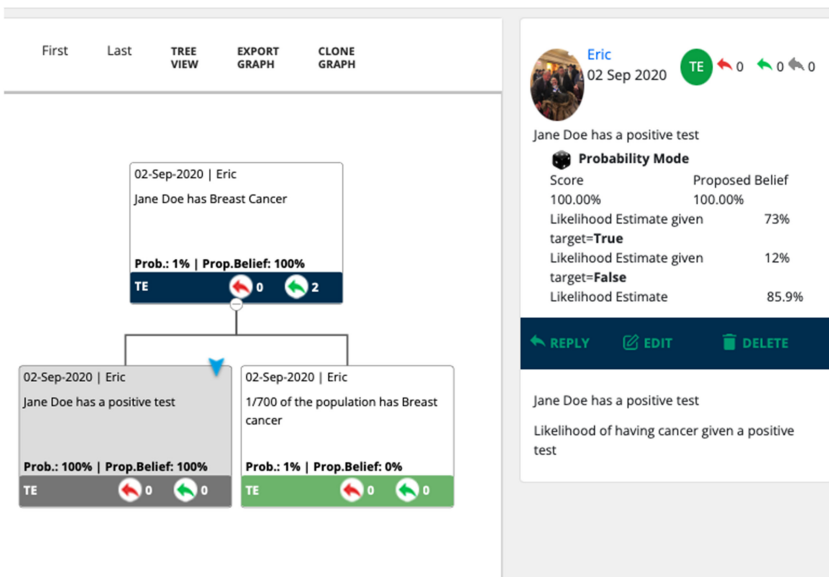 First Last TREE VIEW EXPORT GRAPH CLONE GRAPH
02-Sep-2020 | Eric
Jane Doe has Breast Cancer
Prob.: 1% | Prop.Belief: 100%
TE 0 2
02-Sep-2020 | Eric
Jane Doe has a positive test
Prob.: 100% | Prop.Belief: 100%
TE 0 0
02-Sep-2020 | Eric
1/700 of the population has Breast
cancer
Prob.: 1% | Prop.Belief: 0%
TE 0 0
Eric
02 Sep 2020 TE 0 0 0
Jane Doe has a positive test
Probability Mode
Score Proposed Belief
100.00% 100.00%
Likelihood Estimate given 73%
target=True
Likelihood Estimate given 12%
target=False
Likelihood Estimate 85.9%
REPLY EDIT DELETE
Jane Doe has a positive test
Likelihood of having cancer given a positive
test